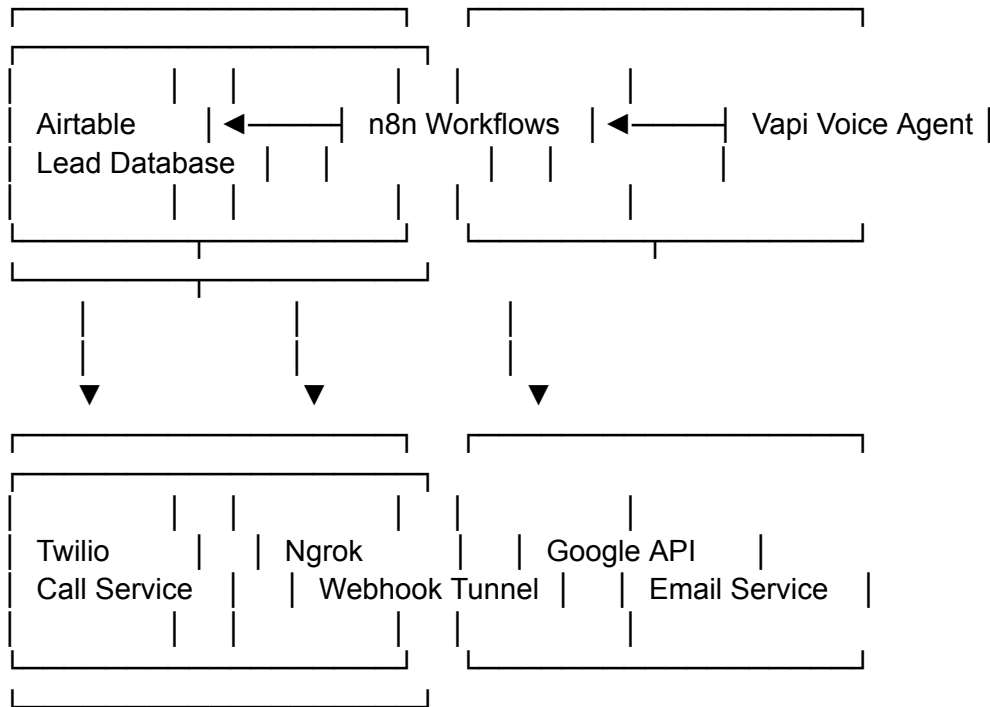 Airtable n8n Workflows Vapi Voice Agent
Lead Database
Twilio Ngrok Google API
Call Service Webhook Tunnel Email Service